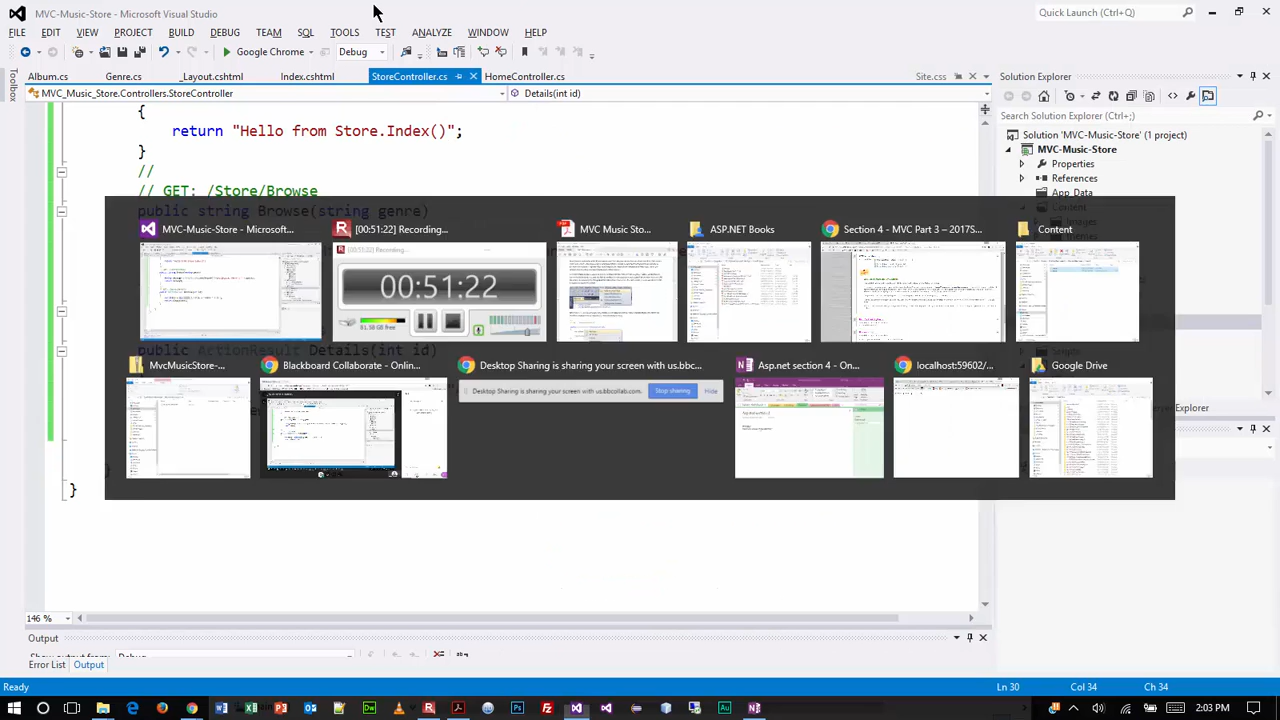 MVC-Music-Store - Microsoft Visual Studio
Quick Launch (Ctrl+Q)
FILE EDIT VIEW PROJECT BUILD DEBUG TEAM SQL TOOLS TEST ANALYZE WINDOW HELP
Google Chrome Debug
Album.cs Genre.cs _Layout.cshtml Index.cshtml StoreController.cs HomeController.cs Site.css
Solution Explorer
MVC_Music_Store.Controllers.StoreController Details(int id)
Toolbox
Search Solution Explorer (Ctrl+;)
{
return "Hello from Store.Index()";
}
//
// GET: /Store/Browse
public string Browse(string genre)
Solution 'MVC-Music-Store' (1 project)
MVC-Music-Store
Properties
References
App_Data
Content
Images
MVC-Music-Store - Microsof...
Recording...
MVC Music Sto...
ASP.NET Books
Section 4 - MVC Part 3 – 2017S...
00:51:22
public ActionResult Details(int id)
MvcMusicStore-...
Blackboard Collaborate - Onlin...
Desktop Sharing is sharing your screen with us.bbc...
Asp.net section 4 - On...
localhost:59602/...
Google Drive
Desktop Sharing is sharing your screen with us.bbcollab.com. Stop sharing Hide
}
146 %
Output
Show output from: Debug
Error List Output
Ready Ln 30 Col 34 Ch 34
2:03 PM